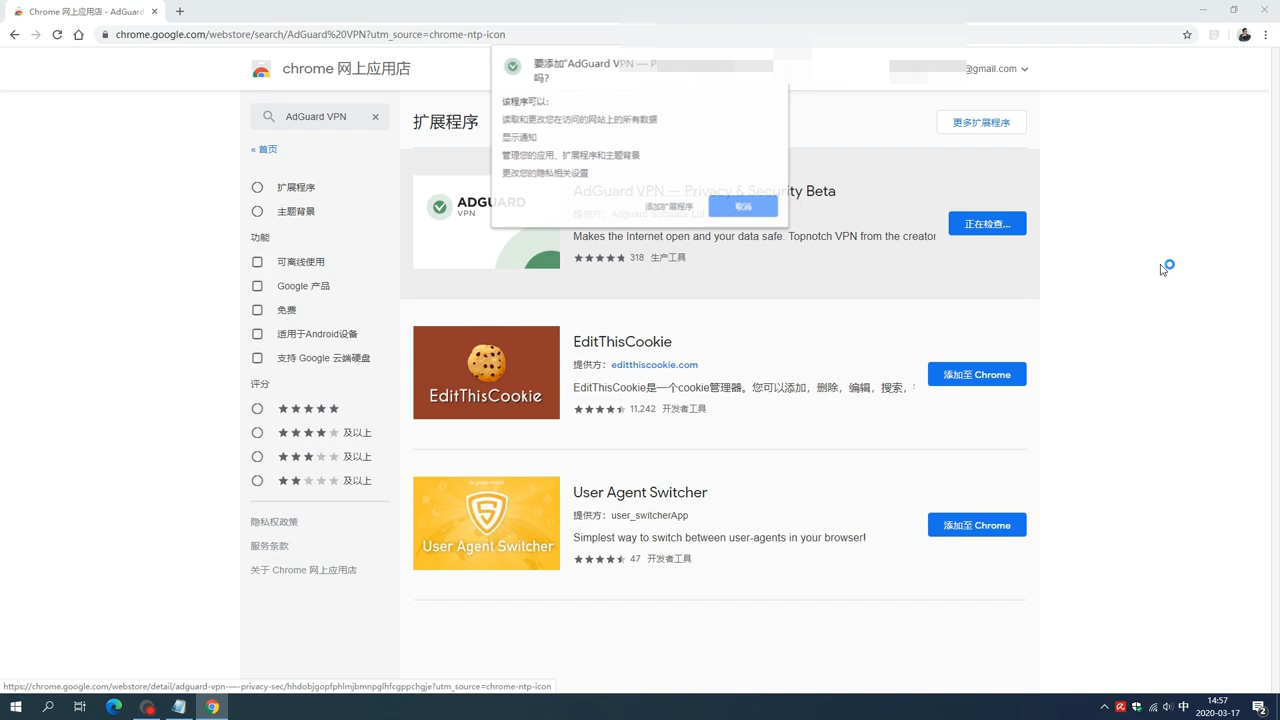 Chrome 网上应用店 - AdGuard
chrome.google.com/webstore/search/AdGuard%20VPN?utm_source=chrome-ntp-icon
chrome 网上应用店
@gmail.com
要添加"AdGuard VPN — P
吗?
该程序可以:
读取和更改您在访问的网站上的所有数据
显示通知
管理您的应用、扩展程序和主题背景
更改您的隐私相关设置
添加扩展程序
取消
AdGuard VPN
« 首页
扩展程序
主题背景
功能
可离线使用
Google 产品
免费
适用于Android设备
支持 Google 云端硬盘
评分
及以上
及以上
及以上
隐私权政策
服务条款
关于 Chrome 网上应用店
扩展程序
更多扩展程序
ADGUARD
VPN
AdGuard VPN — Privacy & Security Beta
提供方: Adguard Software Ltd
Makes the Internet open and your data safe. Topnotch VPN from the creator
318 生产工具
正在检查...
EditThisCookie
EditThisCookie
提供方: editthiscookie.com
EditThisCookie是一个cookie管理器。您可以添加，删除，编辑，搜索，
11,242 开发者工具
添加至 Chrome
User Agent Switcher
User Agent Switcher
提供方: user_switcherApp
Simplest way to switch between user-agents in your browser!
47 开发者工具
添加至 Chrome
https://chrome.google.com/webstore/detail/adguard-vpn-—-privacy-sec/hhdobjgopfphlmjbmnpglhfcgppchgje?utm_source=chrome-ntp-icon
中
14:57
2020-03-17
2